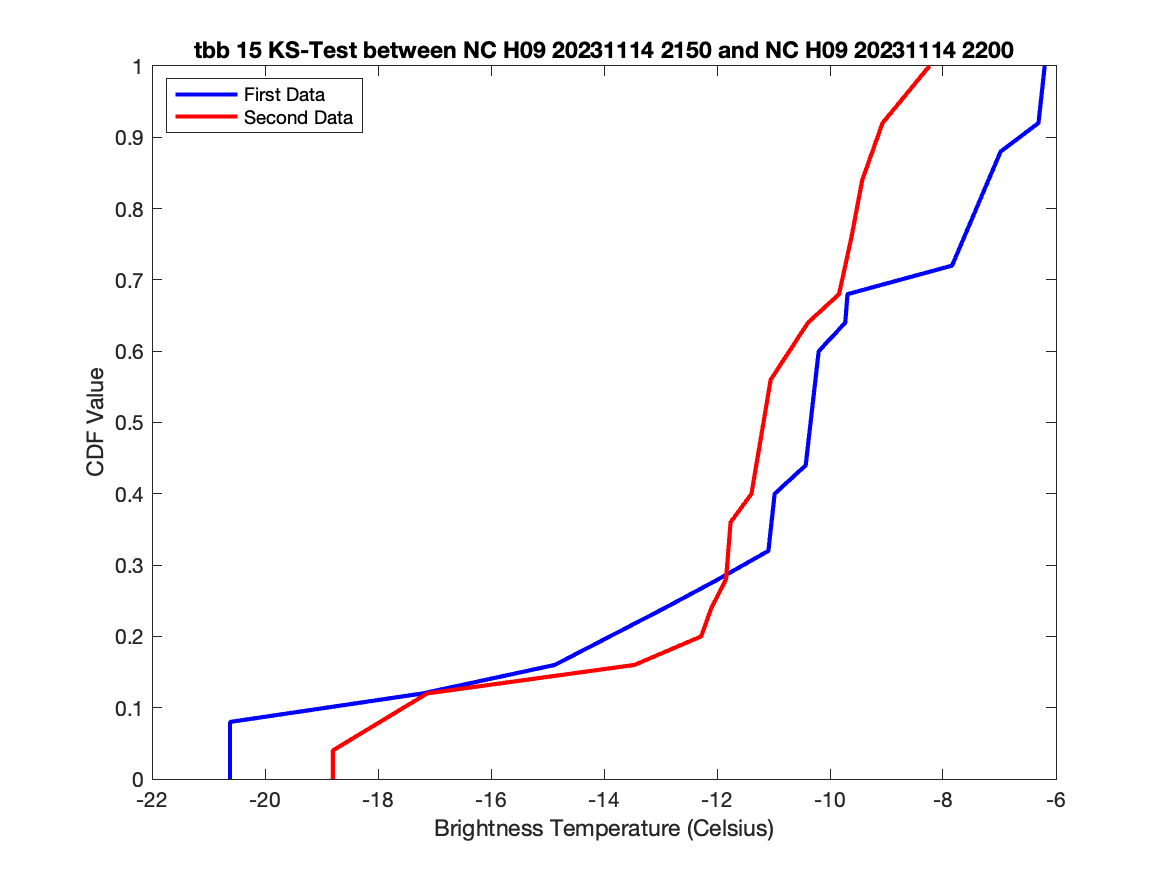 tbb 15 KS-Test between NC H09 20231114 2150 and NC H09 20231114 2200
First Data
Second Data
1
0.9
0.8
0.7
0.6
0.5
0.4
0.3
0.2
0.1
0
CDF Value
-22 -20 -18 -16 -14 -12 -10 -8 -6
Brightness Temperature (Celsius)